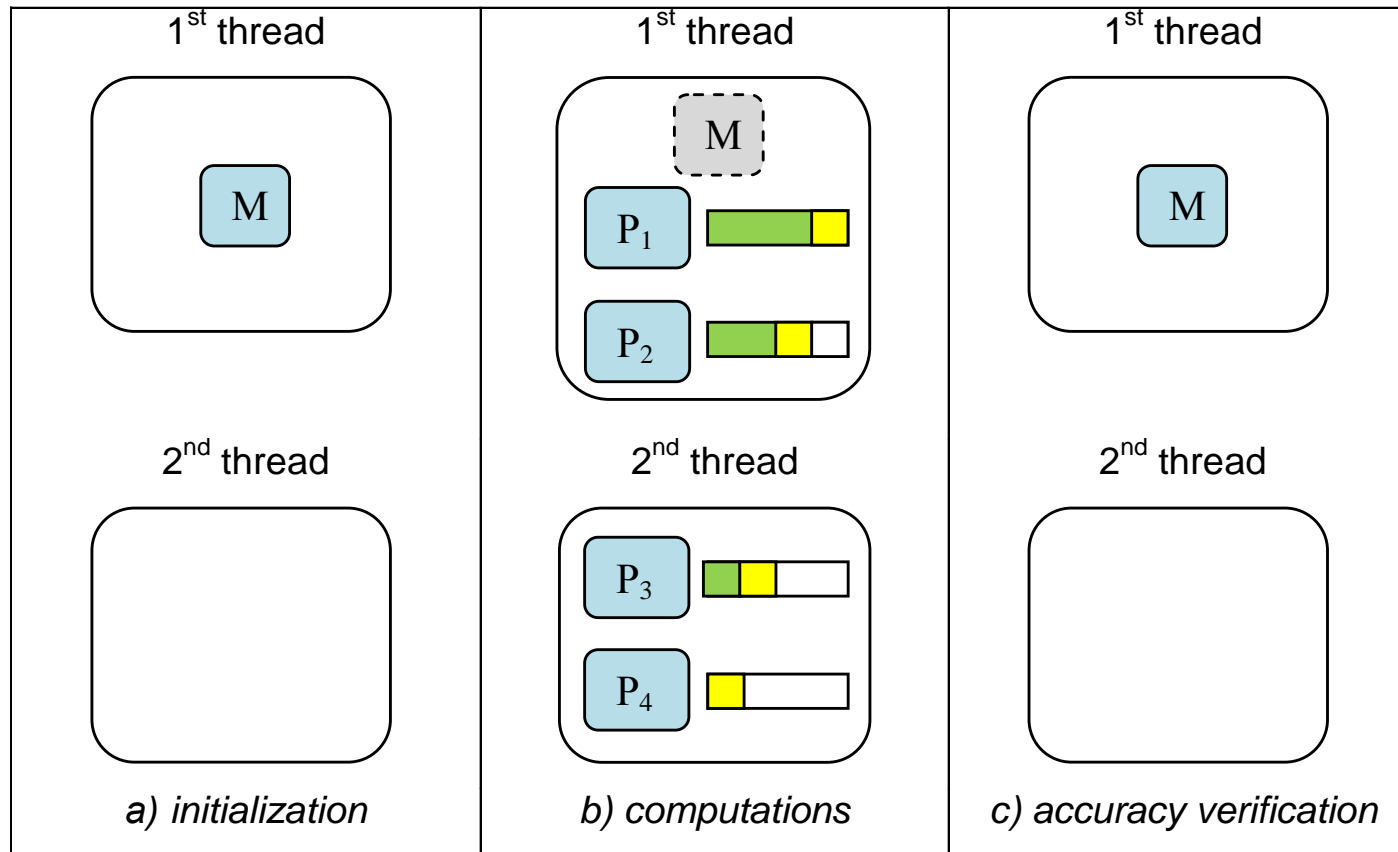 1st thread
M
2nd thread
a) initialization
1st thread
M
P1
P2
2nd thread
P3
P4
b) computations
1st thread
M
2nd thread
c) accuracy verification